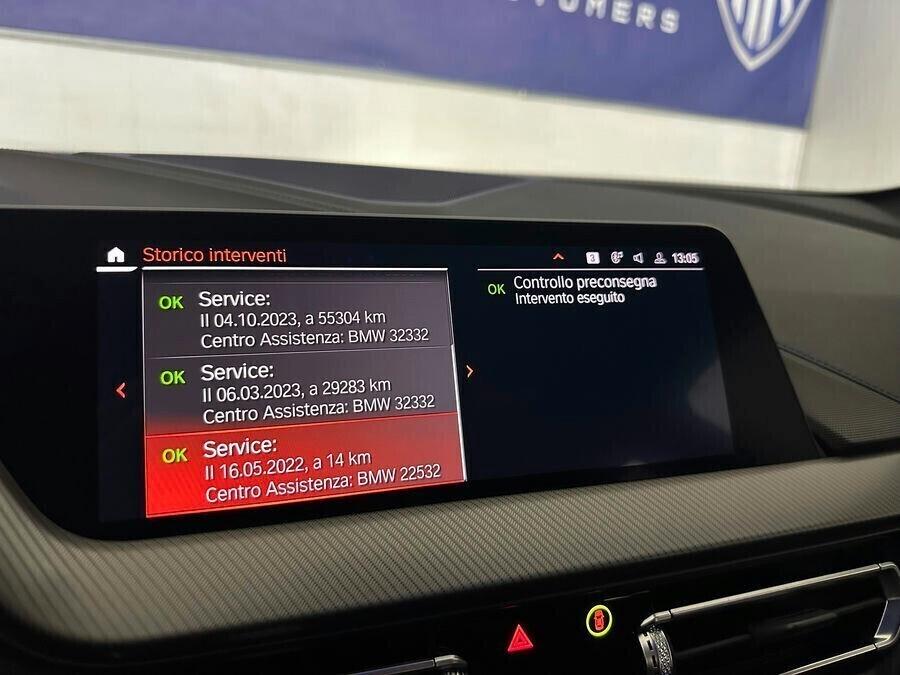 TOMERS
Storico interventi
3
13:05
OK Service:
Il 04.10.2023, a 55304 km
Centro Assistenza: BMW 32332
OK Service:
Il 06.03.2023, a 29283 km
Centro Assistenza: BMW 32332
OK Service:
Il 16.05.2022, a 14 km
Centro Assistenza: BMW 22532
OK Controllo preconsegna
Intervento eseguito